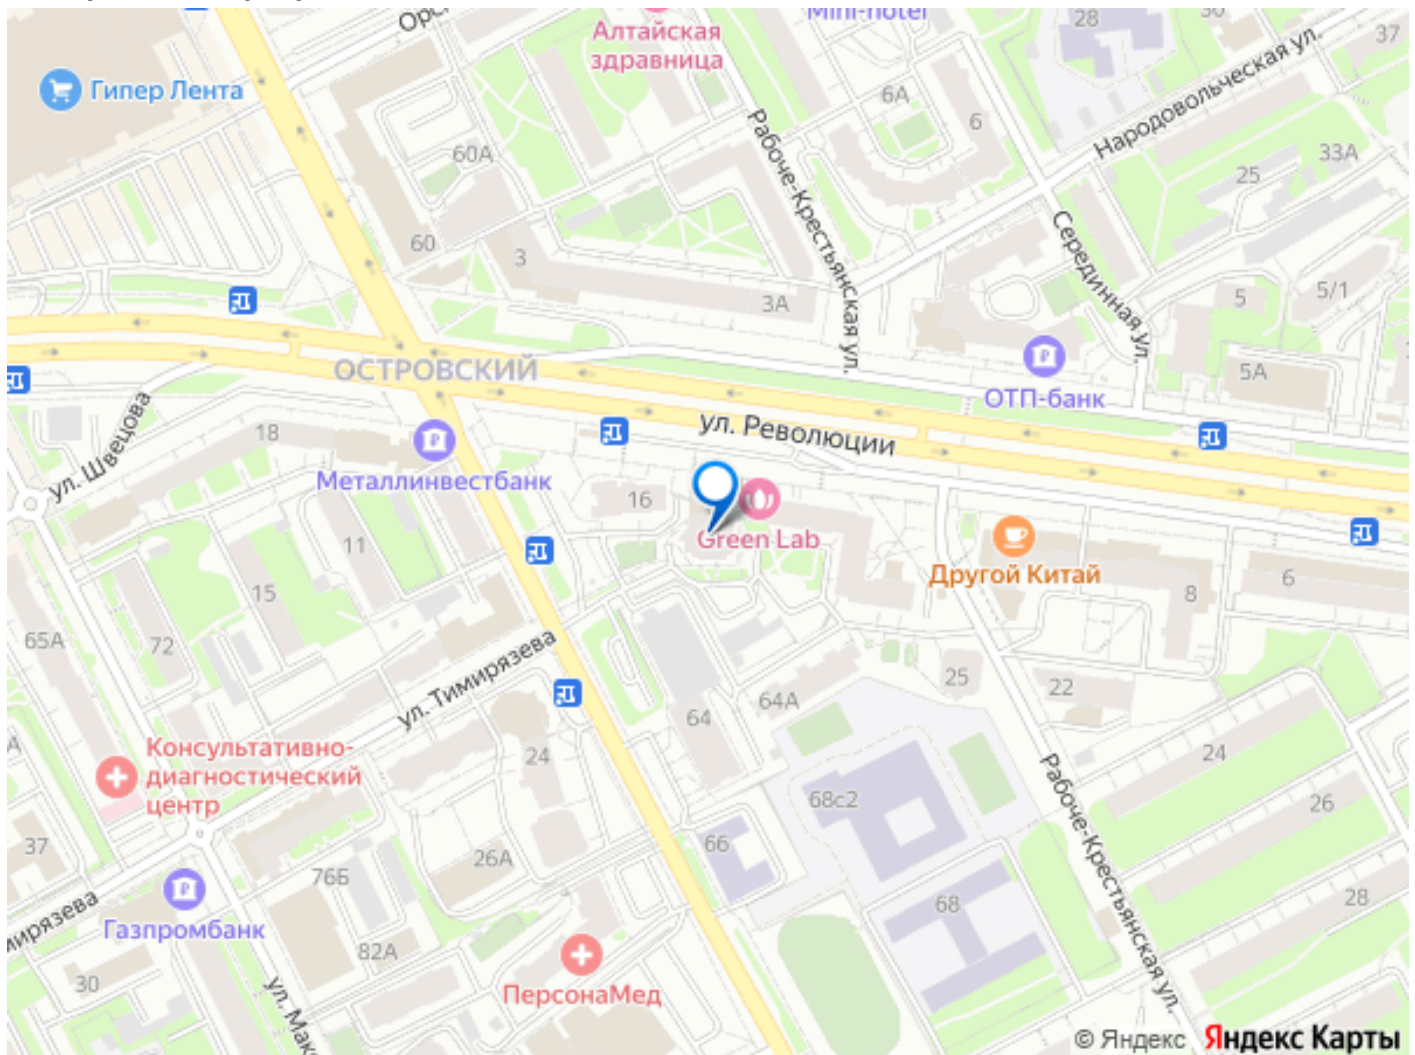 Орс
Алтайская
здравница
Mini-hotel
28
30
37
Гипер Лента
6А
6
Народовольческая ул.
Рабоче-Крестьянская ул.
60А
33А
25
60
3
Серединная ул.
3А
5
5/1
ОСТРОВСКИЙ
5А
ОТП-банк
ул. Швецова
18
ул. Революции
Металлинвестбанк
16
Green Lab
11
Другой Китай
6
15
8
65А
72
ул. Тимирязева
25
22
64А
64
Консультативно-
диагностический
центр
24
24
68с2
Рабоче-Крестьянская ул.
26
37
66
26А
76Б
28
68
мирязева
Газпромбанк
82А
30
ПерсонаМед
ул. Мако
© Яндекс Яндекс Карты